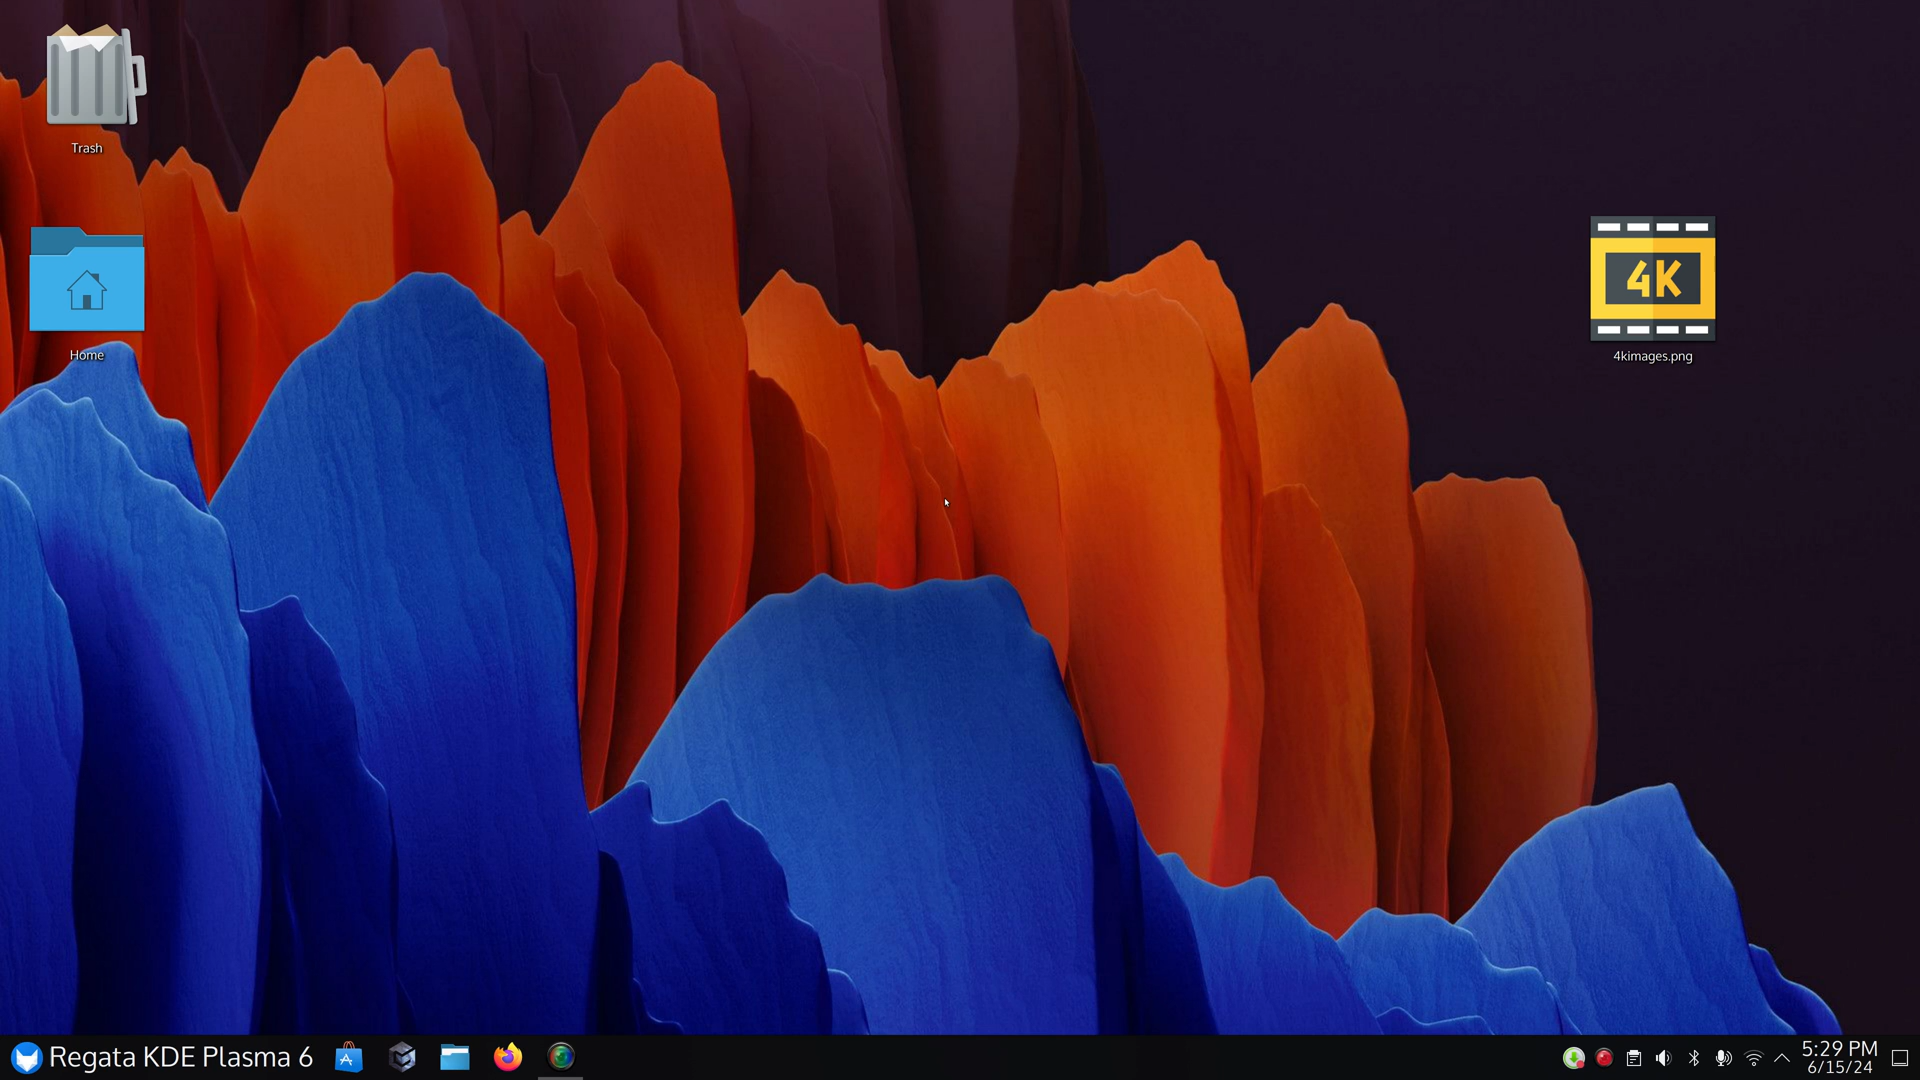 Trash
Home
4K
4kimages.png
Regata KDE Plasma 6
5:29 PM
6/15/24